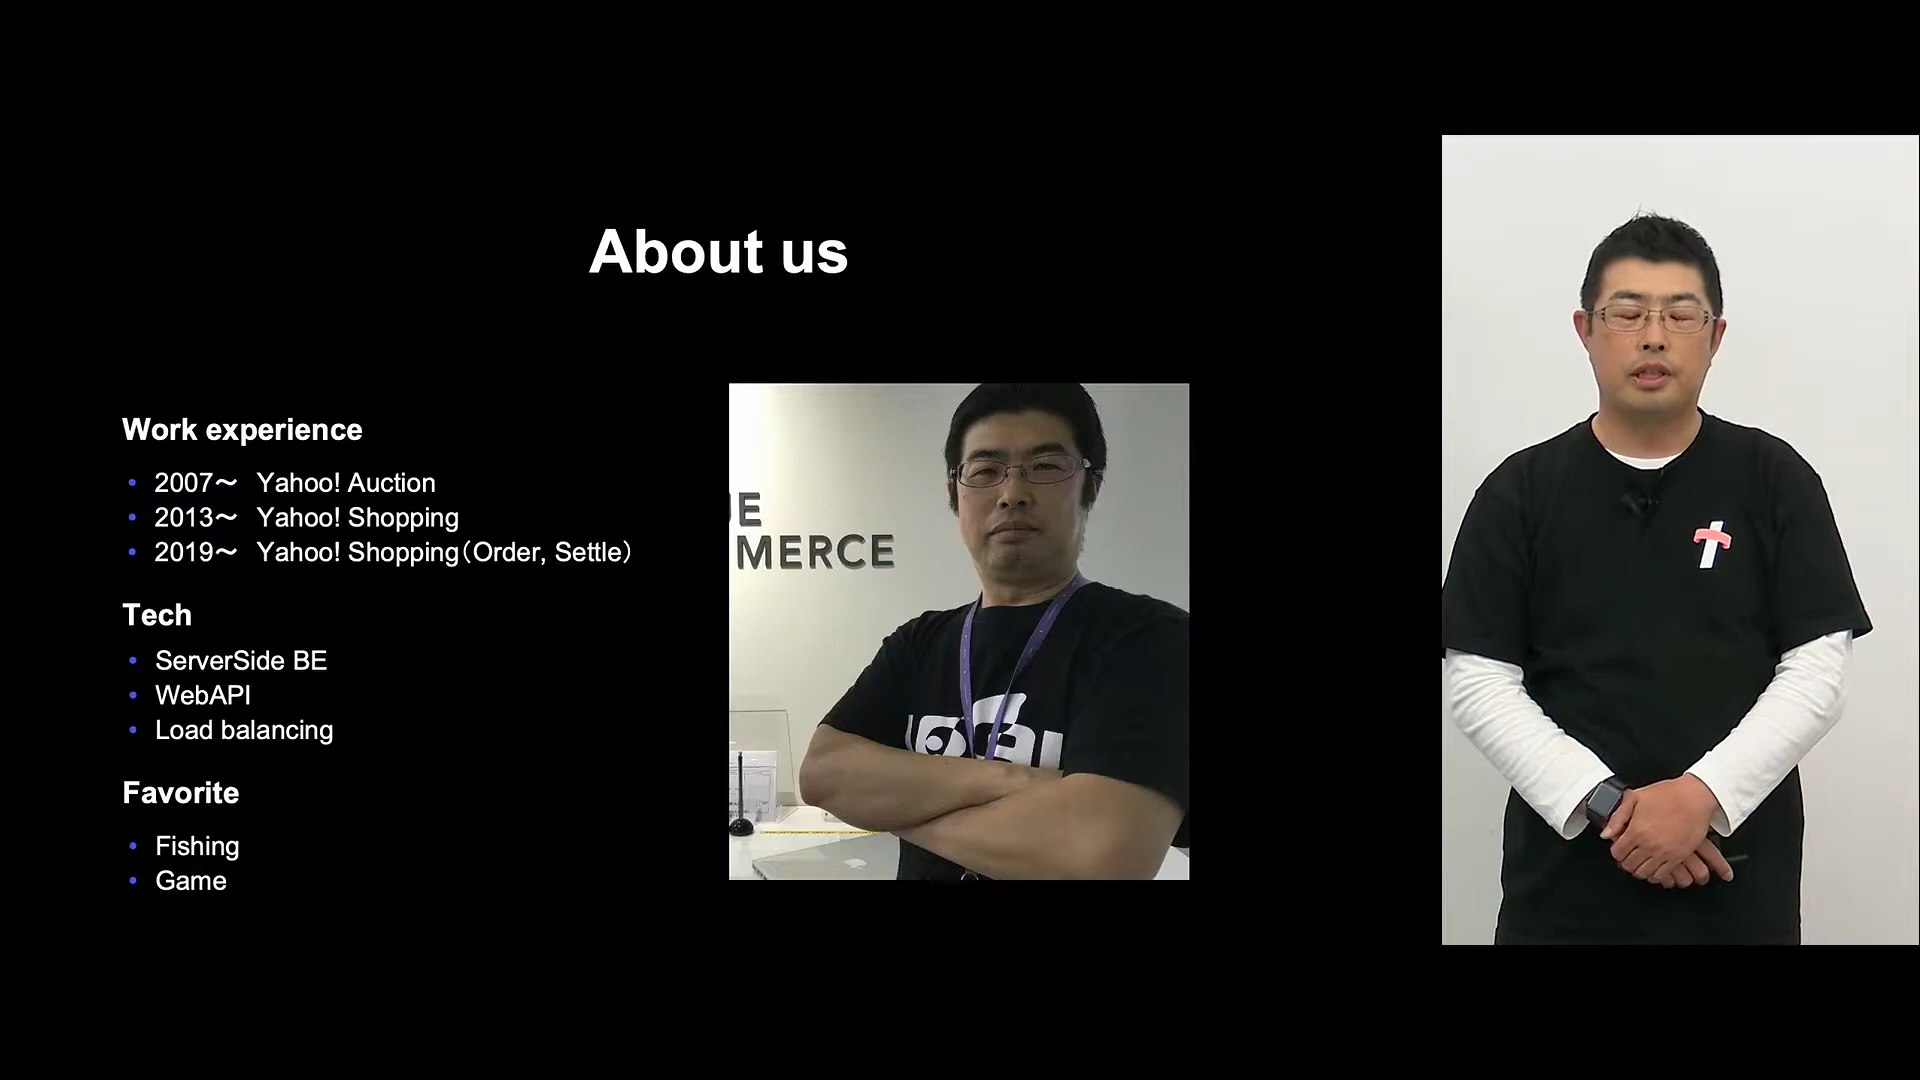 About us
Work experience
• 2007〜 Yahoo! Auction
• 2013〜 Yahoo! Shopping
• 2019〜 Yahoo! Shopping（Order, Settle）
Tech
• ServerSide BE
• WebAPI
• Load balancing
Favorite
• Fishing
• Game
UE
MERCE